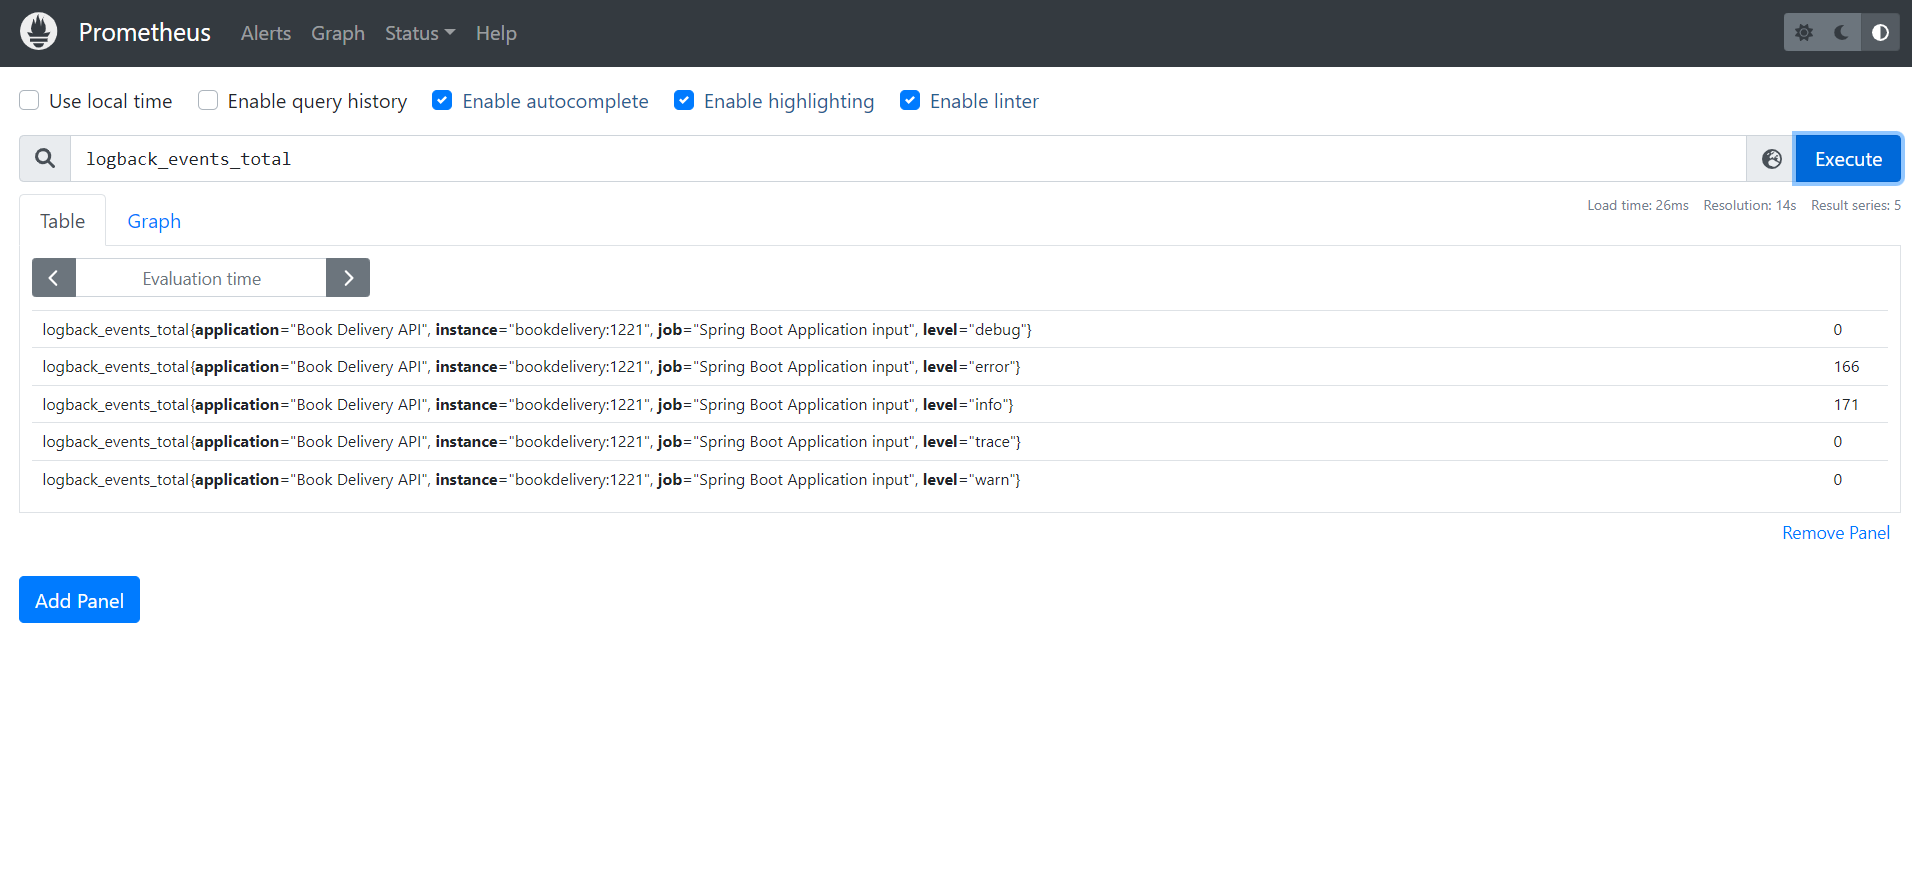 Prometheus Alerts Graph Status Help
Use local time Enable query history Enable autocomplete Enable highlighting Enable linter
logback_events_total Execute
Table Graph Load time: 26ms Resolution: 14s Result series: 5
Evaluation time
logback_events_total{application="Book Delivery API", instance="bookdelivery:1221", job="Spring Boot Application input", level="debug"} 0
logback_events_total{application="Book Delivery API", instance="bookdelivery:1221", job="Spring Boot Application input", level="error"} 166
logback_events_total{application="Book Delivery API", instance="bookdelivery:1221", job="Spring Boot Application input", level="info"} 171
logback_events_total{application="Book Delivery API", instance="bookdelivery:1221", job="Spring Boot Application input", level="trace"} 0
logback_events_total{application="Book Delivery API", instance="bookdelivery:1221", job="Spring Boot Application input", level="warn"} 0
Remove Panel
Add Panel